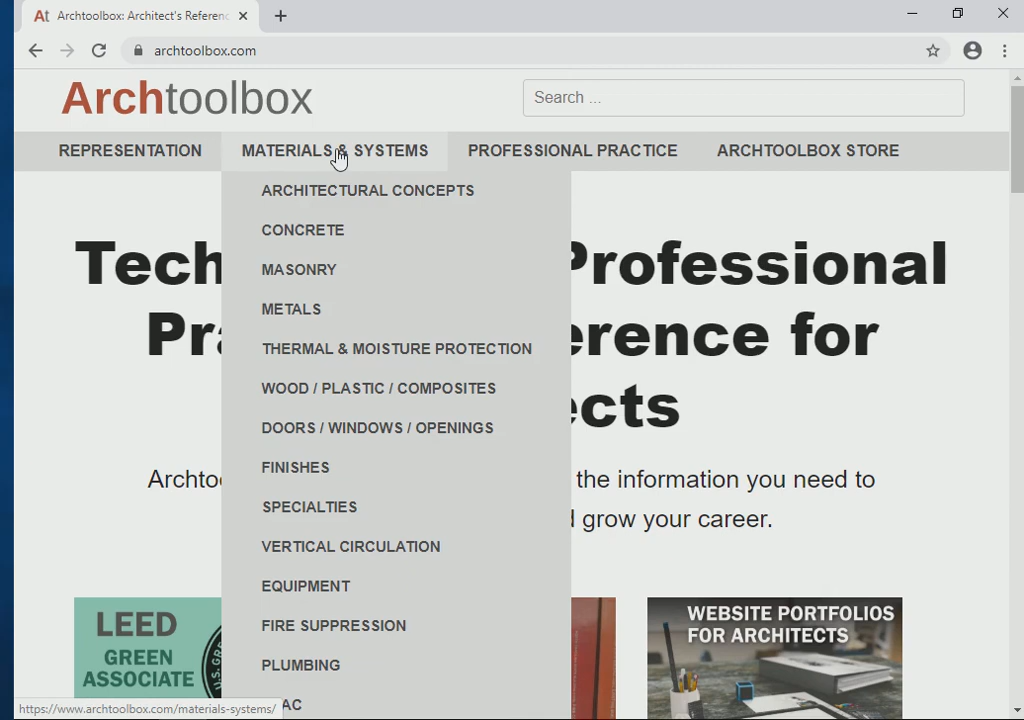 At Archtoolbox: Architect's Referenc
archtoolbox.com
Archtoolbox
Search ...
REPRESENTATION MATERIALS & SYSTEMS PROFESSIONAL PRACTICE ARCHTOOLBOX STORE
ARCHITECTURAL CONCEPTS
CONCRETE
MASONRY
METALS
THERMAL & MOISTURE PROTECTION
WOOD / PLASTIC / COMPOSITES
DOORS / WINDOWS / OPENINGS
FINISHES
SPECIALTIES
VERTICAL CIRCULATION
EQUIPMENT
FIRE SUPPRESSION
PLUMBING
Tech Professional
Pra erence for
ects
Archto the information you need to
grow your career.
LEED
GREEN
ASSOCIATE
WEBSITE PORTFOLIOS
FOR ARCHITECTS
https://www.archtoolbox.com/materials-systems/